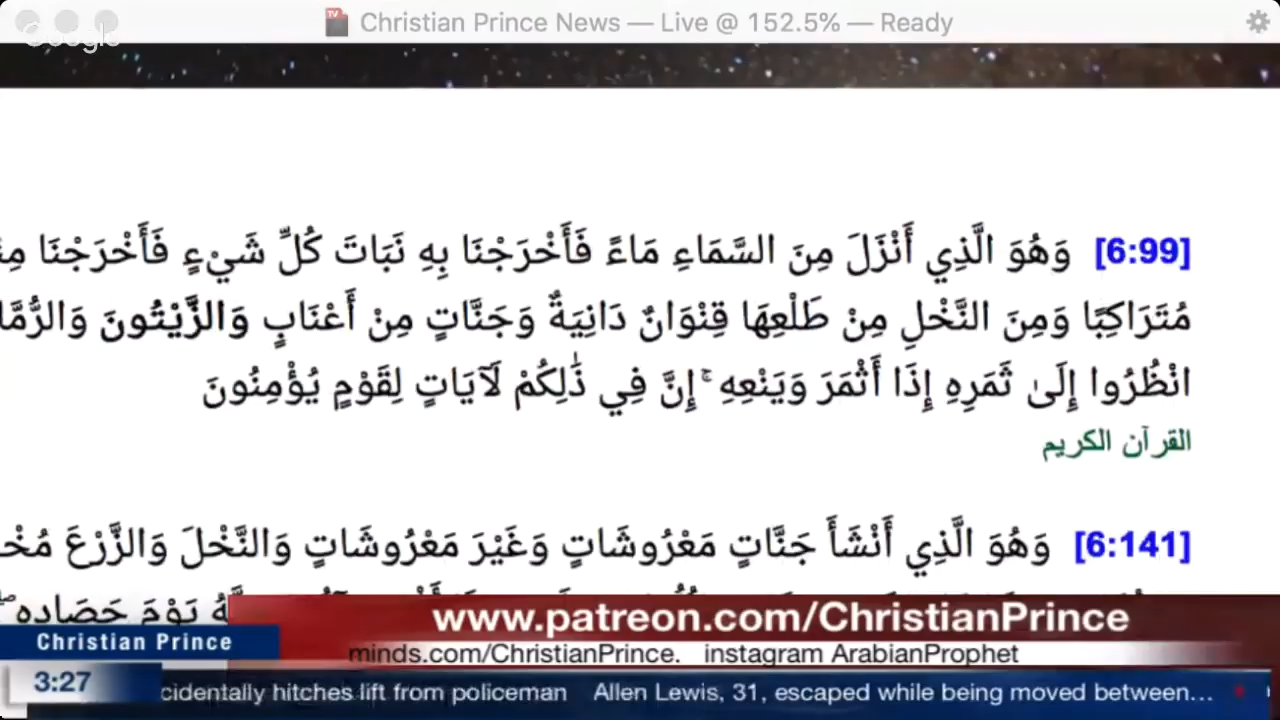 Christian Prince News — Live @ 152.5% — Ready
Google
[6:99] وَهُوَ الَّذِي أَنْزَلَ مِنَ السَّمَاءِ مَاءً فَأَخْرَجْنَا بِهِ نَبَاتَ كُلِّ شَيْءٍ فَأَخْرَجْنَا
مُتَرَاكِبًا وَمِنَ النَّخْلِ مِنْ طَلْعِهَا قِنْوَانٌ دَانِيَةٌ وَجَنَّاتٍ مِنْ أَعْنَابٍ وَالزَّيْتُونَ
انْظُرُوا إِلَىٰ ثَمَرِهِ إِذَا أَثْمَرَ وَيَنْعِهِ ۚ إِنَّ فِي ذَٰلِكُمْ لَآيَاتٍ لِقَوْمٍ يُؤْمِنُونَ
القرآن الكريم
[6:141] وَهُوَ الَّذِي أَنْشَأَ جَنَّاتٍ مَعْرُوشَاتٍ وَغَيْرَ مَعْرُوشَاتٍ وَالنَّخْلَ وَالزَّرْعَ
يَوْمَ حَصَادِهِ ۖ
www.patreon.com/ChristianPrince
Christian Prince
minds.com/ChristianPrince. instagram ArabianProphet
3:27
cidentally hitches lift from policeman Allen Lewis, 31, escaped while being moved between...